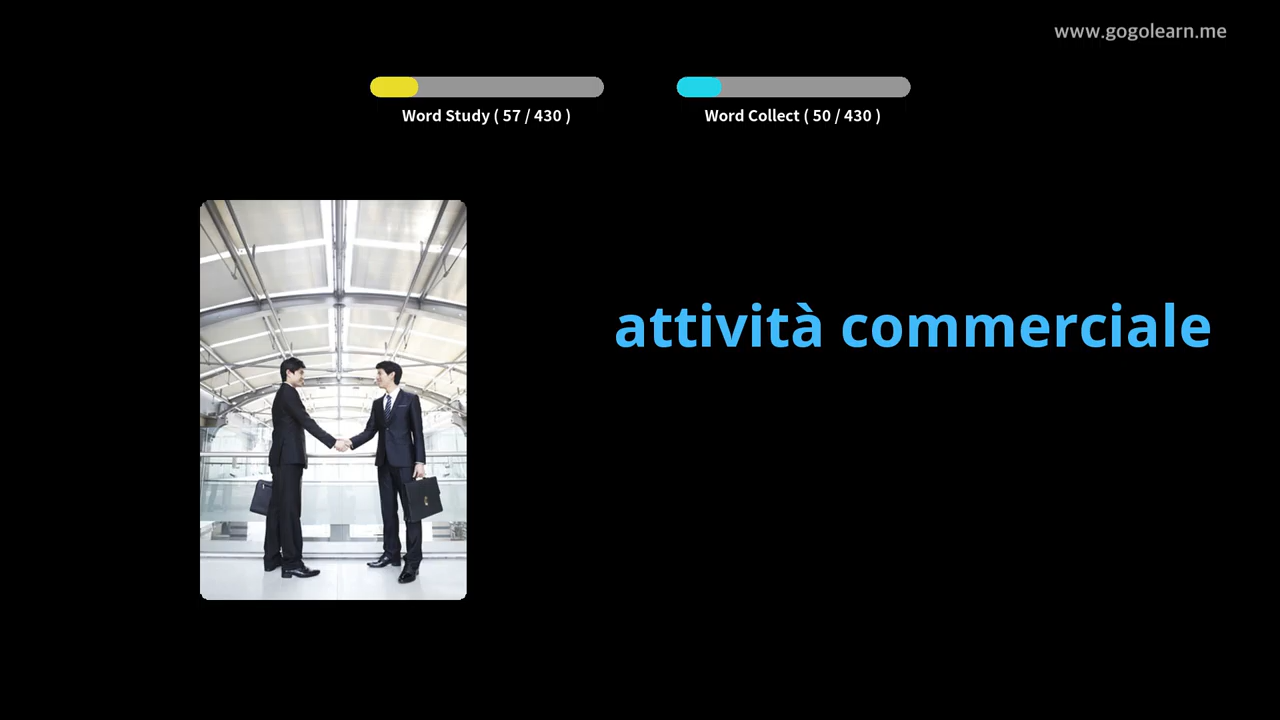 www.gogolearn.me
Word Study ( 57 / 430 )
Word Collect ( 50 / 430 )
attività commerciale